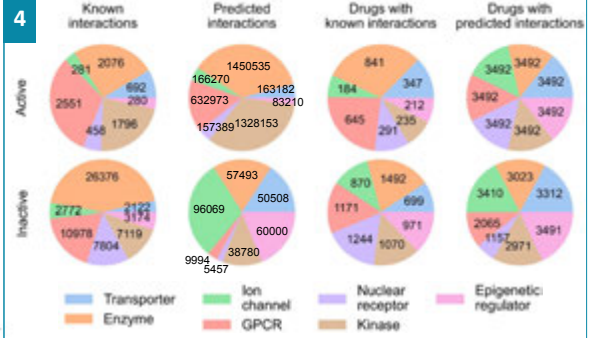 4
Known
interactions
Predicted
interactions
Drugs with
known interactions
Drugs with
predicted interactions
Active
281 2076
692
280
1796
458
2551
1450535
166270
163182
83210
632973
157389 1328153
841
184
347
212
235
291
645
3492 3492
3492
3492
3492
3492
3492
Inactive
26376
2772
2122
3174
7119
7804
10978
57493
50508
96069
60000
38780
9994
5457
870 1492
699
971
1070
1244
1171
3023
3410
3312
3491
2065
1157
2971
Transporter
Enzyme
Ion
channel
GPCR
Nuclear
receptor
Kinase
Epigenetic
regulator